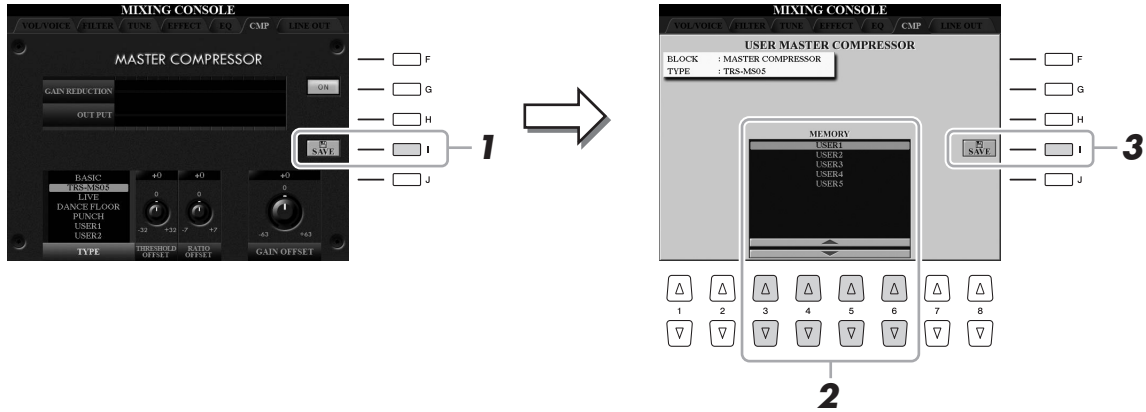 MIXING CONSOLE
VOL/VOICE FILTER TUNE EFFECT EQ CMP LINE OUT
MASTER COMPRESSOR
GAIN REDUCTION
OUT PUT
ON
SAVE
BASIC
TRS-MS05
LIVE
DANCE FLOOR
PUNCH
USER1
USER2
TYPE
+0
0
-32 +32
THRESHOLD
OFFSET
+0
0
-7 +7
RATIO
OFFSET
+0
0
-63 +63
GAIN OFFSET
F
G
H
I
J
1
MIXING CONSOLE
VOL/VOICE FILTER TUNE EFFECT EQ CMP LINE OUT
USER MASTER COMPRESSOR
BLOCK : MASTER COMPRESSOR
TYPE : TRS-MS05
MEMORY
USER1
USER2
USER3
USER4
USER5
SAVE
F
G
H
I
J
3
1 2 3 4 5 6 7 8
2